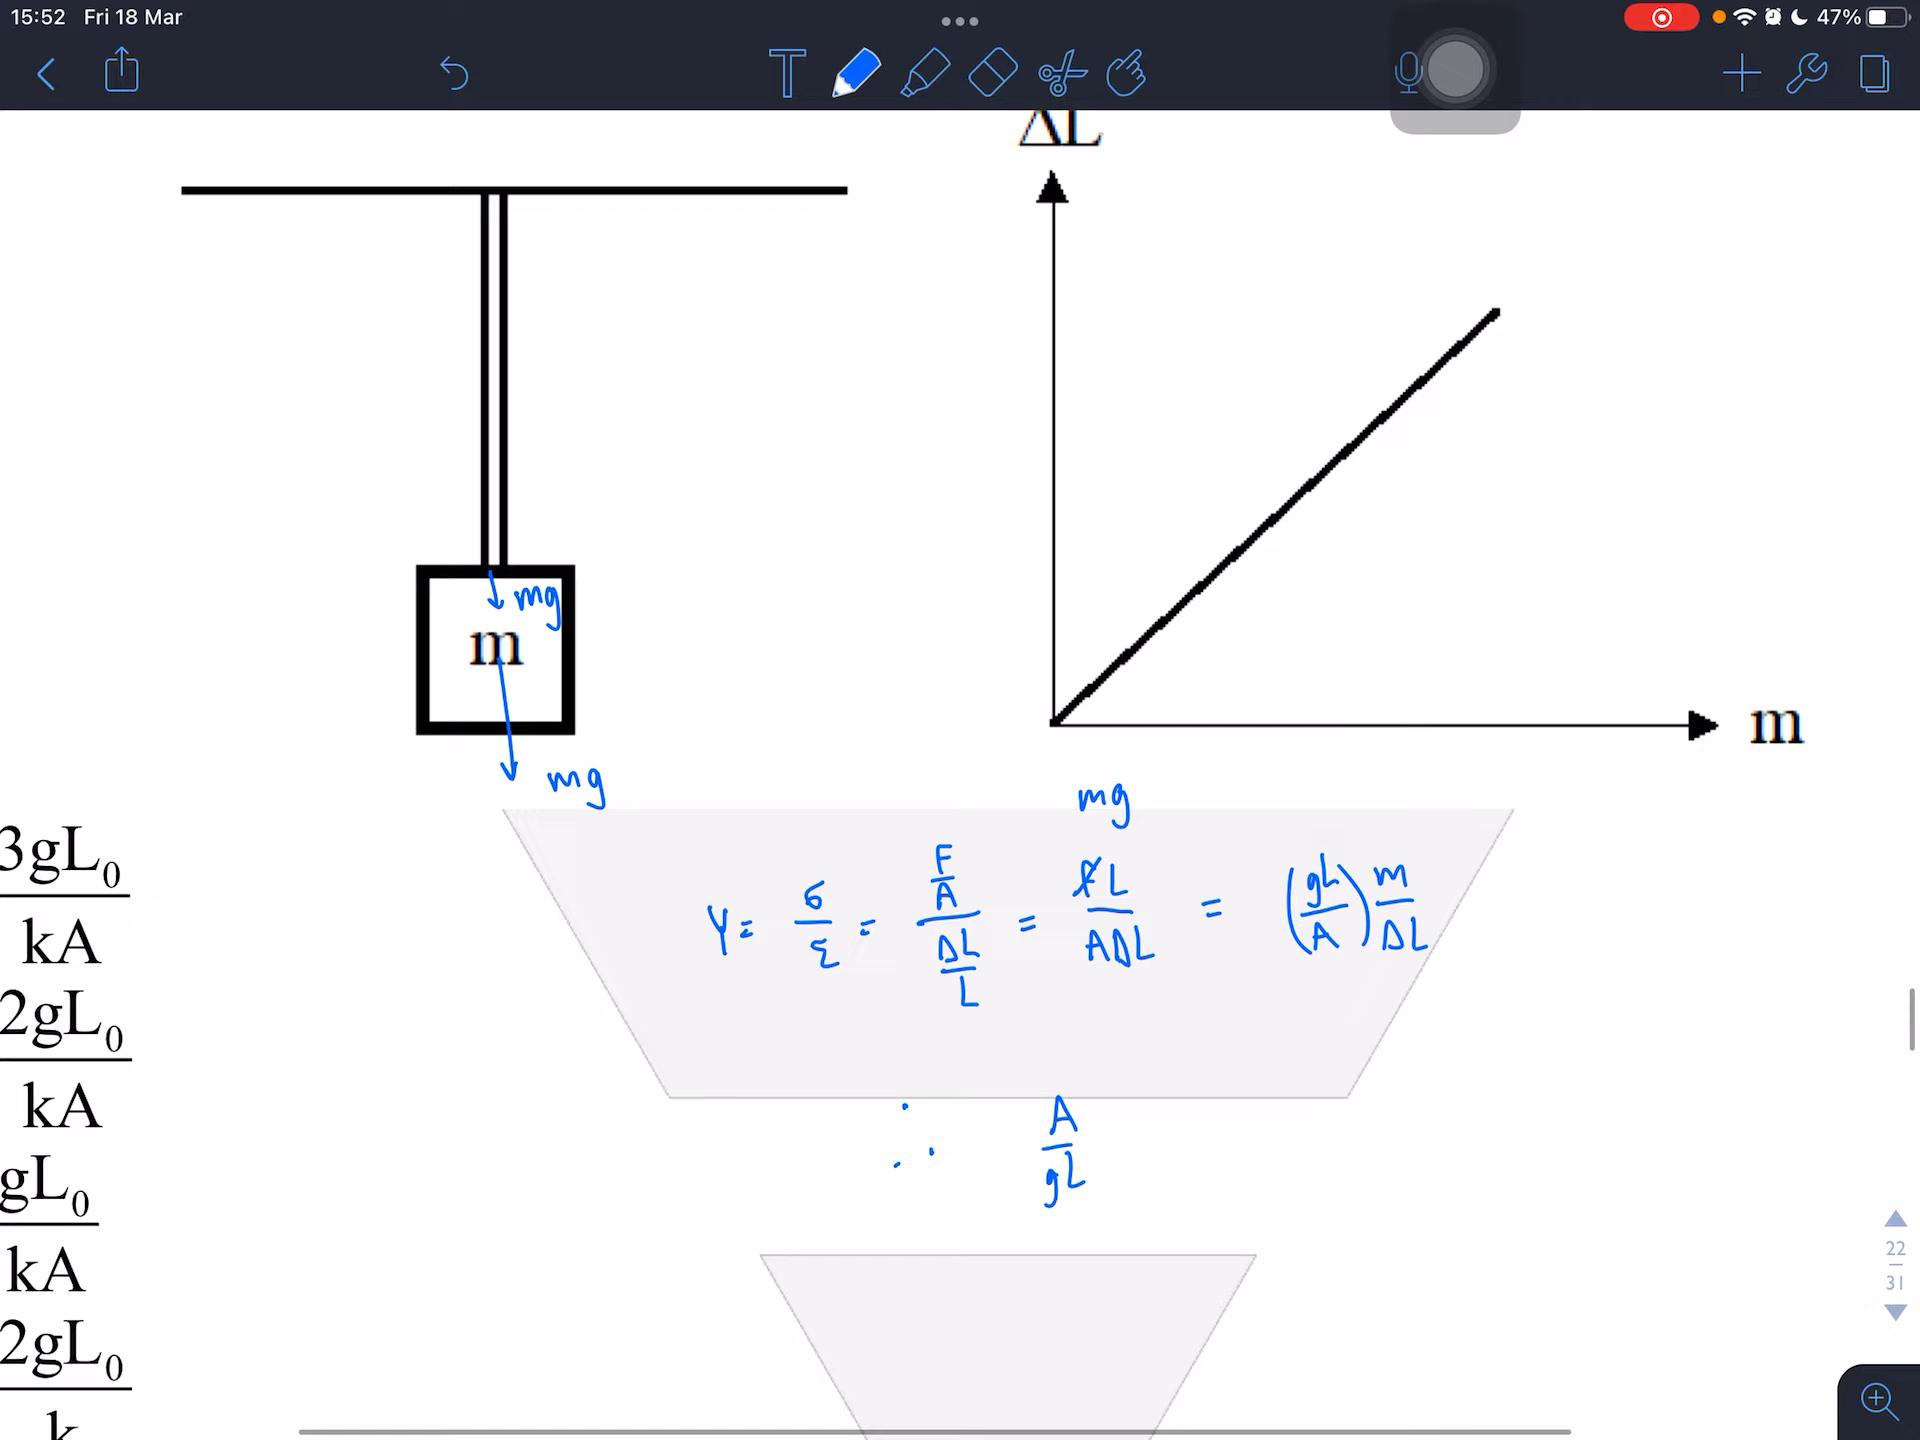 15:52 Fri 18 Mar
47%
T
ΔL
mg
m
mg
m
mg
3gL₀
kA
2gL₀
kA
gL₀
kA
2gL₀
k
Y = σ/ε = (F/A)/(ΔL/L) = FL/AΔL = (gL/A) m/ΔL
∴ A/gL
22
31